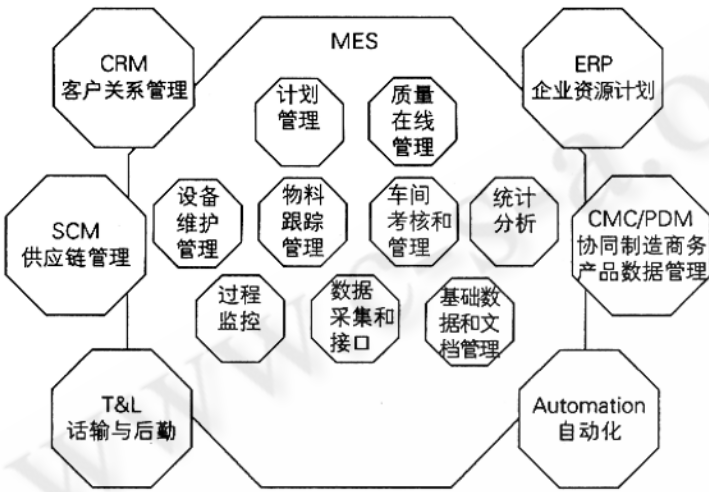 MES
CRM
客户关系管理
ERP
企业资源计划
计划
管理
质量
在线
管理
设备
维护
管理
物料
跟踪
管理
车间
考核和
管理
统计
分析
SCM
供应链管理
CMC/PDM
协同制造商务
产品数据管理
过程
监控
数据
采集和
接口
基础数
据和文
档管理
T&L
话输与后勤
Automation
自动化